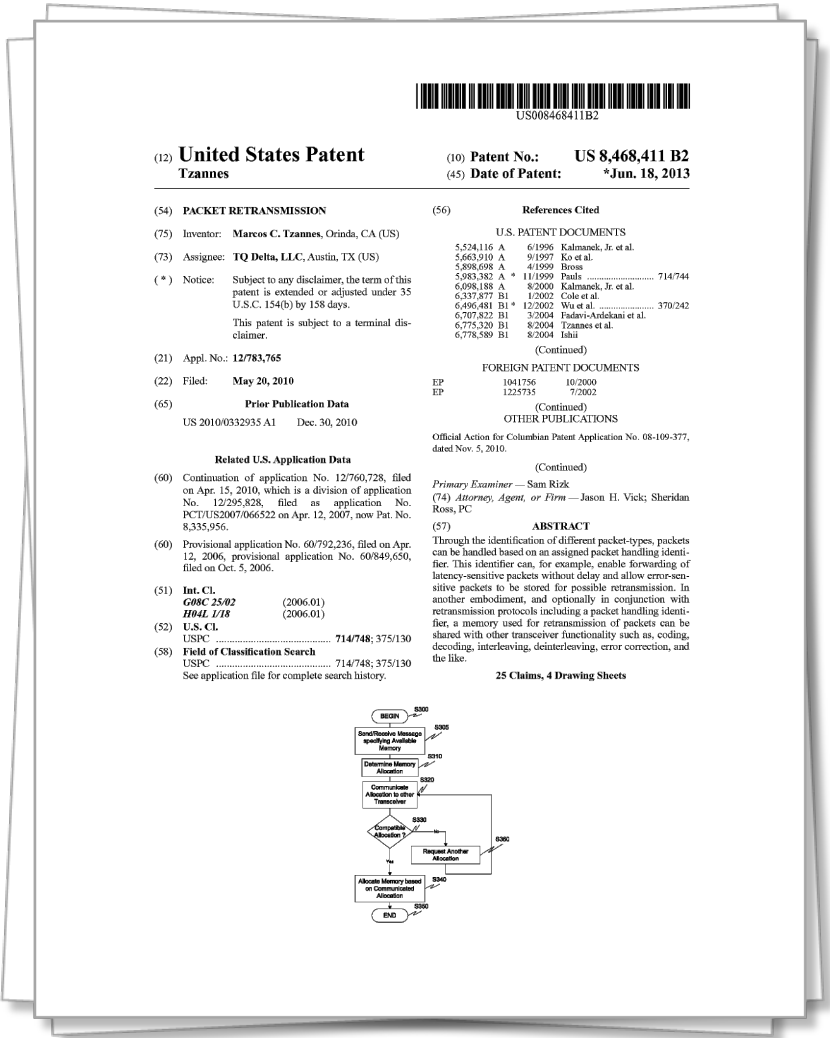 US008468411B2
(12) United States Patent
Tzannes
(10) Patent No.: US 8,468,411 B2
(45) Date of Patent: *Jun. 18, 2013
(54) PACKET RETRANSMISSION
(75) Inventor: Marcos C. Tzannes, Orinda, CA (US)
(73) Assignee: TQ Delta, LLC, Austin, TX (US)
( * ) Notice: Subject to any disclaimer, the term of this
patent is extended or adjusted under 35
U.S.C. 154(b) by 158 days.
This patent is subject to a terminal dis-
claimer.
(21) Appl. No.: 12/783,765
(22) Filed: May 20, 2010
(65) Prior Publication Data
US 2010/0332935 A1 Dec. 30, 2010
Related U.S. Application Data
(60) Continuation of application No. 12/760,728, filed
on Apr. 15, 2010, which is a division of application
No. 12/295,828, filed as application No.
PCT/US2007/066522 on Apr. 12, 2007, now Pat. No.
8,335,956.
(60) Provisional application No. 60/792,236, filed on Apr.
12, 2006, provisional application No. 60/849,650,
filed on Oct. 5, 2006.
(51) Int. Cl.
G08C 25/02 (2006.01)
H04L 1/18 (2006.01)
(52) U.S. Cl.
USPC ................................... 714/748; 375/130
(58) Field of Classification Search
USPC ................................... 714/748; 375/130
See application file for complete search history.
(56) References Cited
U.S. PATENT DOCUMENTS
5,524,116 A 6/1996 Kalmanek, Jr. et al.
5,663,910 A 9/1997 Ko et al.
5,898,698 A 4/1999 Bross
5,983,382 A * 11/1999 Pauls ......................... 714/744
6,098,188 A 8/2000 Kalmanek, Jr. et al.
6,337,877 B1 1/2002 Cole et al.
6,496,481 B1 * 12/2002 Wu et al. .................... 370/242
6,707,822 B1 3/2004 Fadavi-Ardekani et al.
6,775,320 B1 8/2004 Tzannes et al.
6,778,589 B1 8/2004 Ishii
(Continued)
FOREIGN PATENT DOCUMENTS
EP 1041756 10/2000
EP 1225735 7/2002
(Continued)
OTHER PUBLICATIONS
Official Action for Columbian Patent Application No. 08-109-377,
dated Nov. 5, 2010.
(Continued)
Primary Examiner — Sam Rizk
(74) Attorney, Agent, or Firm — Jason H. Vick; Sheridan
Ross, PC
(57) ABSTRACT
Through the identification of different packet-types, packets
can be handled based on an assigned packet handling identi-
fier. This identifier can, for example, enable forwarding of
latency-sensitive packets without delay and allow error-sen-
sitive packets to be stored for possible retransmission. In
another embodiment, and optionally in conjunction with
retransmission protocols including a packet handling identi-
fier, a memory used for retransmission of packets can be
shared with other transceiver functionality such as, coding,
decoding, interleaving, deinterleaving, error correction, and
the like.
25 Claims, 4 Drawing Sheets
BEGIN S300
Send/Receive Message
specifying Available
Memory
S305
Determine Memory
Allocation
S310
Communicate
Allocation to other
Transceiver
S320
Compatible
Allocation ?
S330
No
Yes
Request Another
Allocation
S360
Allocate Memory based
on Communicated
Allocation
S340
END S350